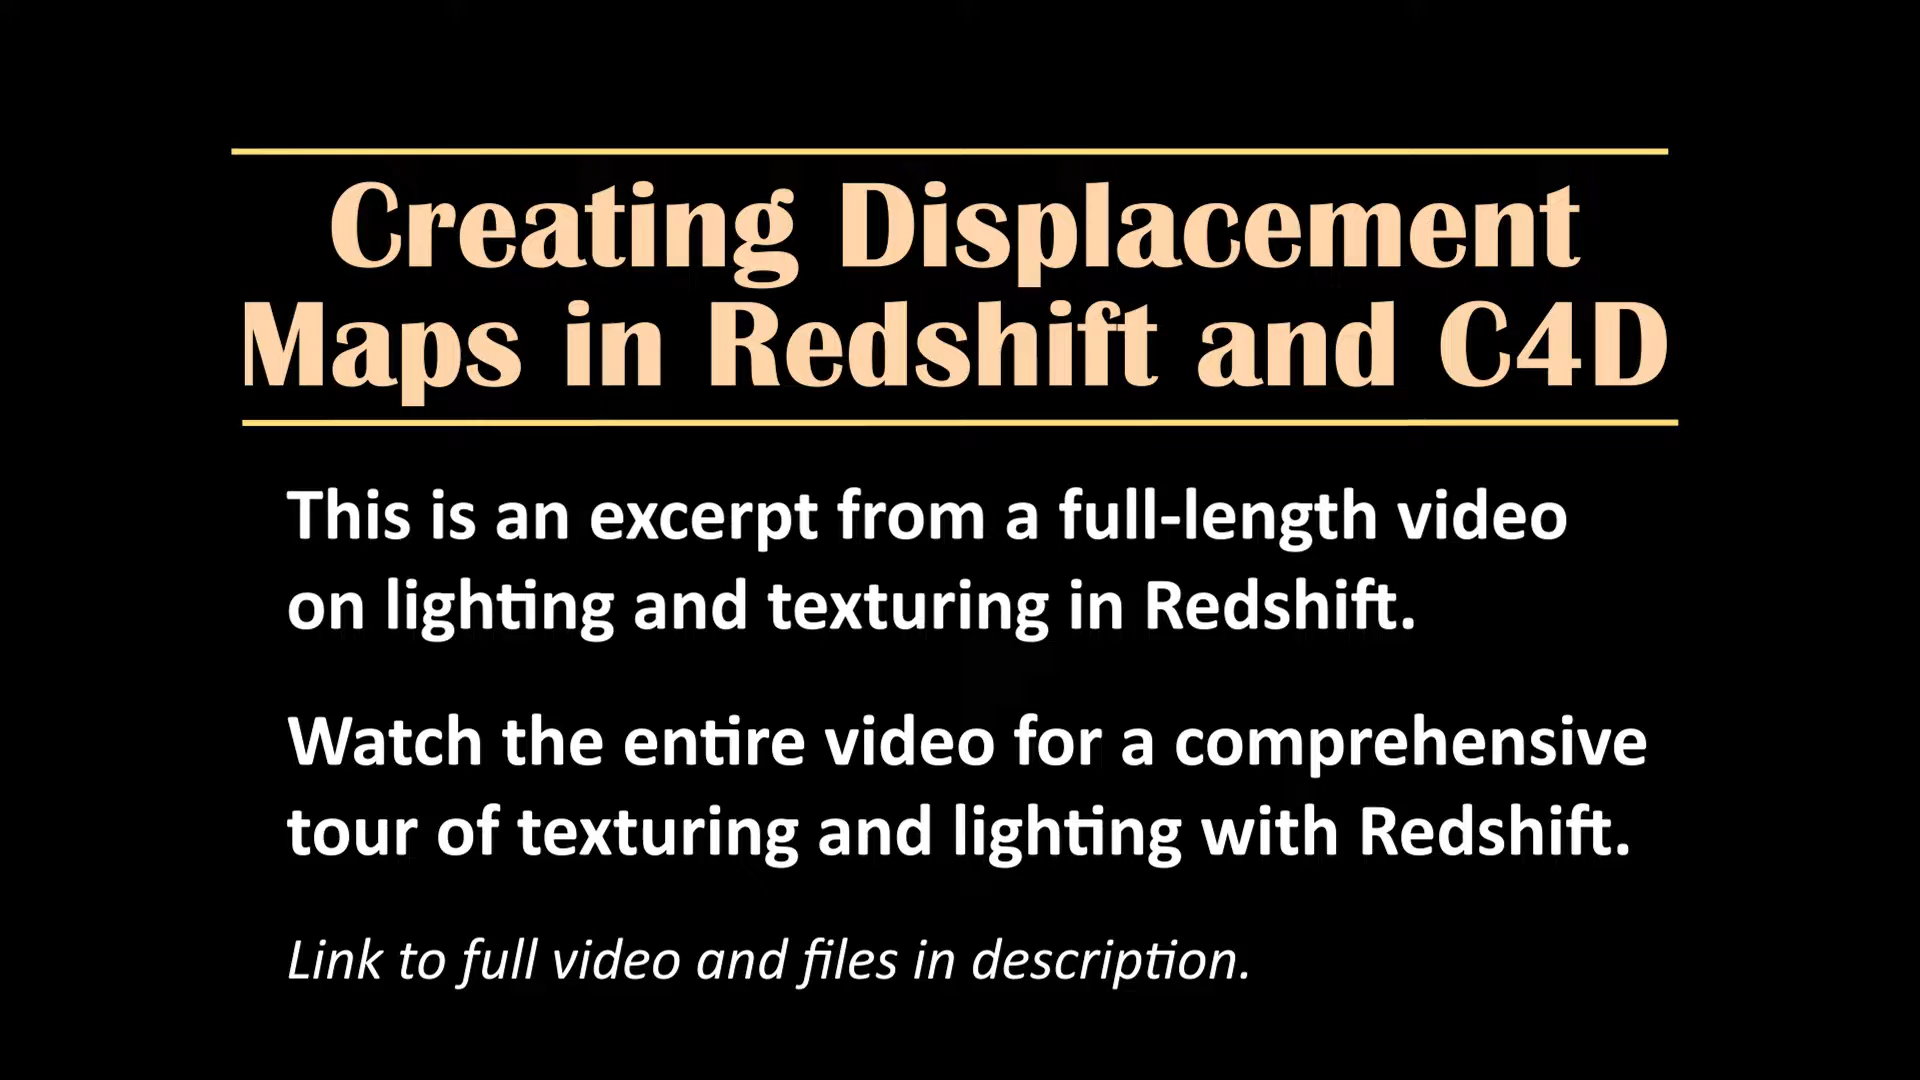 Creating Displacement
Maps in Redshift and C4D
This is an excerpt from a full-length video
on lighting and texturing in Redshift.
Watch the entire video for a comprehensive
tour of texturing and lighting with Redshift.
Link to full video and files in description.